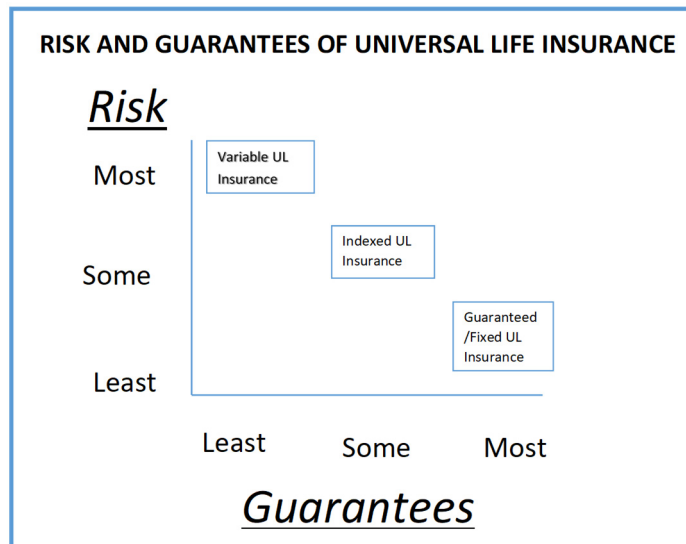 RISK AND GUARANTEES OF UNIVERSAL LIFE INSURANCE
Risk
Most
Variable UL
Insurance
Indexed UL
Insurance
Some
Guaranteed
/Fixed UL
Insurance
Least
Least
Some
Most
Guarantees